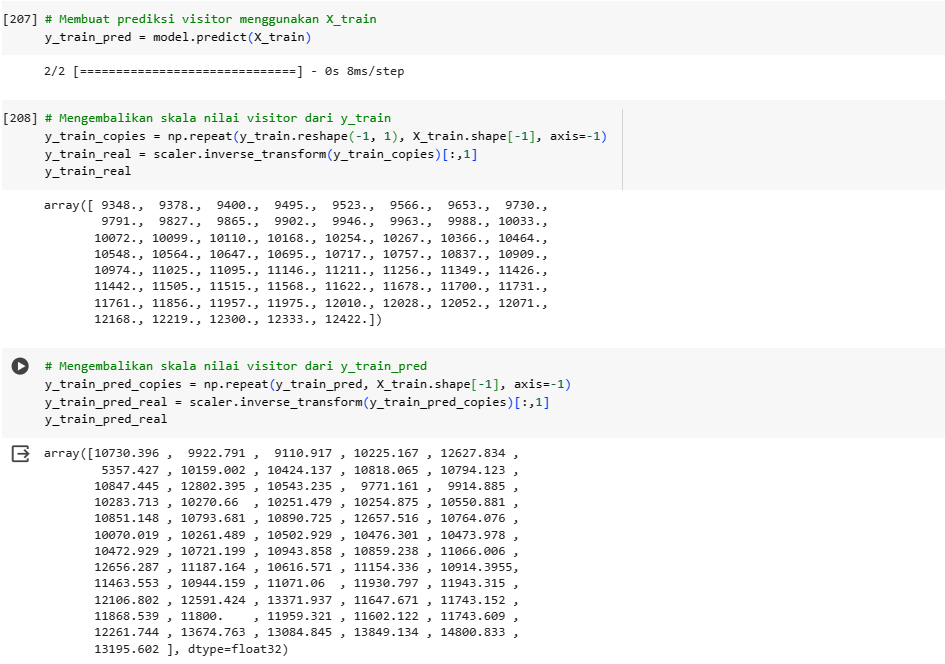 [207] # Membuat prediksi visitor menggunakan X_train
y_train_pred = model.predict(X_train)
2/2 [==============================] - 0s 8ms/step
[208] # Mengembalikan skala nilai visitor dari y_train
y_train_copies = np.repeat(y_train.reshape(-1, 1), X_train.shape[-1], axis=-1)
y_train_real = scaler.inverse_transform(y_train_copies)[:,1]
y_train_real
array([ 9348., 9378., 9400., 9495., 9523., 9566., 9653., 9730.,
9791., 9827., 9865., 9902., 9946., 9963., 9988., 10033.,
10072., 10099., 10110., 10168., 10254., 10267., 10366., 10464.,
10548., 10564., 10647., 10695., 10717., 10757., 10837., 10909.,
10974., 11025., 11095., 11146., 11211., 11256., 11349., 11426.,
11442., 11505., 11515., 11568., 11622., 11678., 11700., 11731.,
11761., 11856., 11957., 11975., 12010., 12028., 12052., 12071.,
12168., 12219., 12300., 12333., 12422.])
# Mengembalikan skala nilai visitor dari y_train_pred
y_train_pred_copies = np.repeat(y_train_pred, X_train.shape[-1], axis=-1)
y_train_pred_real = scaler.inverse_transform(y_train_pred_copies)[:,1]
y_train_pred_real
array([10730.396 , 9922.791 , 9110.917 , 10225.167 , 12627.834 ,
5357.427 , 10159.002 , 10424.137 , 10818.065 , 10794.123 ,
10847.445 , 12802.395 , 10543.235 , 9771.161 , 9914.885 ,
10283.713 , 10270.66 , 10251.479 , 10254.875 , 10550.881 ,
10851.148 , 10793.681 , 10890.725 , 12657.516 , 10764.076 ,
10070.019 , 10261.489 , 10502.929 , 10476.301 , 10473.978 ,
10472.929 , 10721.199 , 10943.858 , 10859.238 , 11066.006 ,
12656.287 , 11187.164 , 10616.571 , 11154.336 , 10914.3955,
11463.553 , 10944.159 , 11071.06 , 11930.797 , 11943.315 ,
12106.802 , 12591.424 , 13371.937 , 11647.671 , 11743.152 ,
11868.539 , 11800. , 11959.321 , 11602.122 , 11743.609 ,
12261.744 , 13674.763 , 13084.845 , 13849.134 , 14800.833 ,
13195.602 ], dtype=float32)